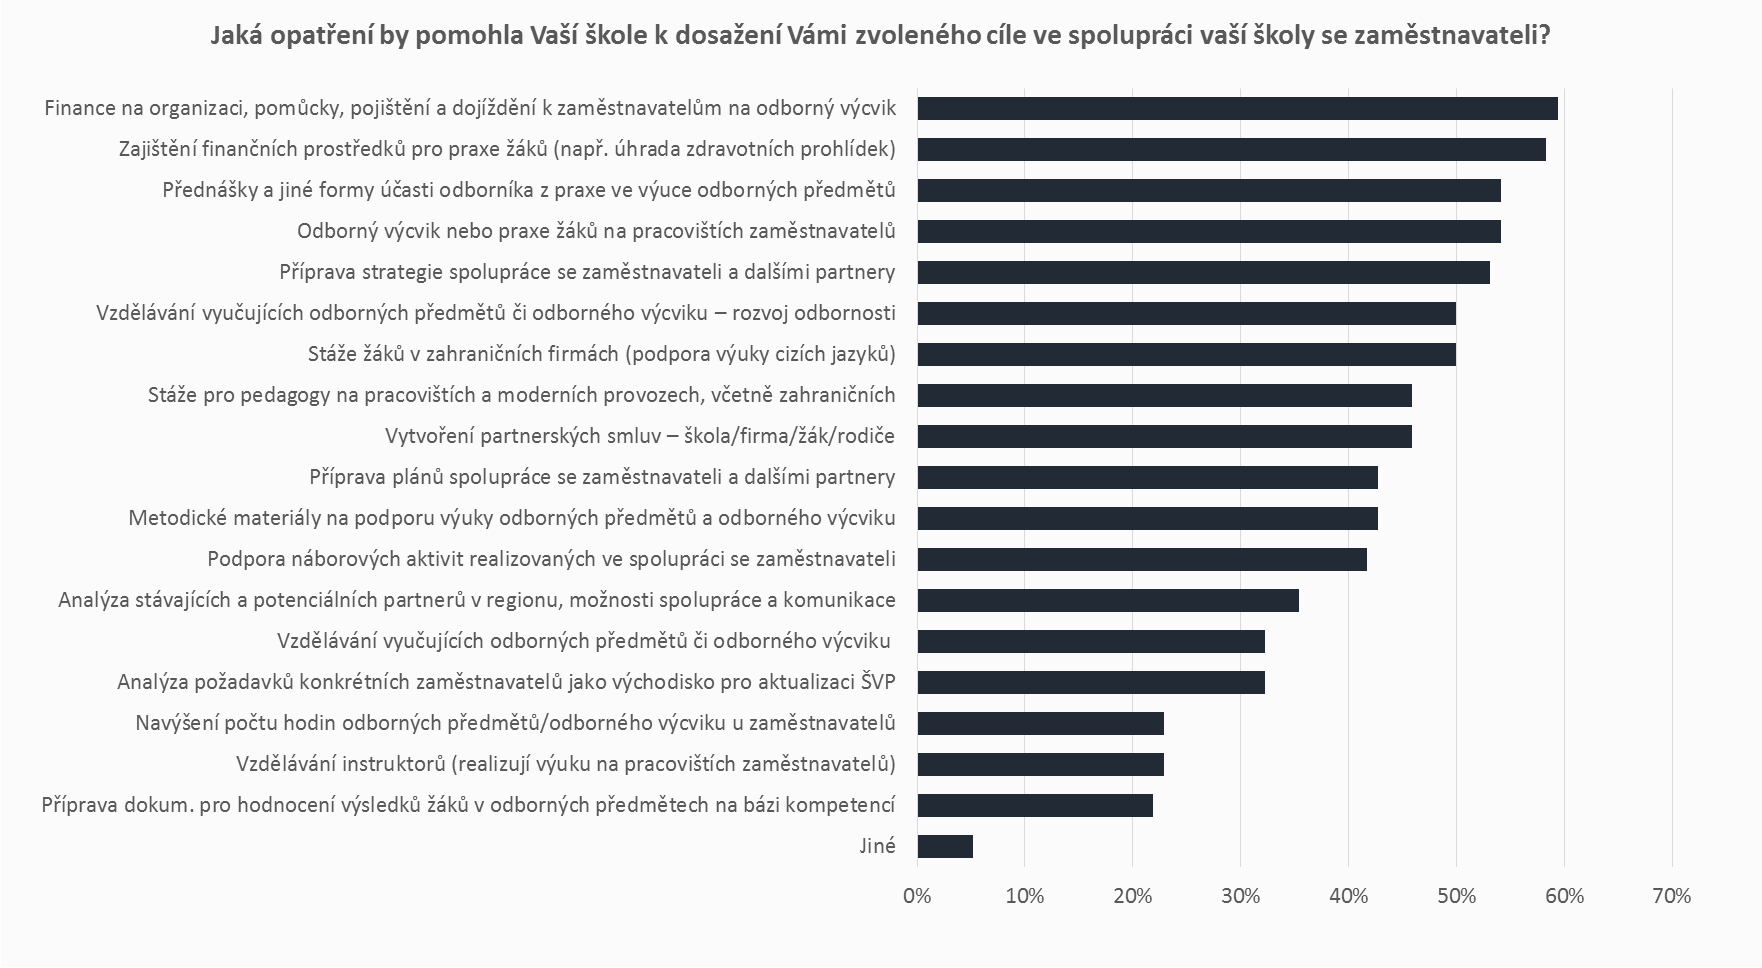 Jaká opatření by pomohla Vaší škole k dosažení Vámi zvoleného cíle ve spolupráci vaší školy se zaměstnavateli?
Finance na organizaci, pomůcky, pojištění a dojíždění k zaměstnavatelům na odborný výcvik
Zajištění finančních prostředků pro praxe žáků (např. úhrada zdravotních prohlídek)
Přednášky a jiné formy účasti odborníka z praxe ve výuce odborných předmětů
Odborný výcvik nebo praxe žáků na pracovištích zaměstnavatelů
Příprava strategie spolupráce se zaměstnavateli a dalšími partnery
Vzdělávání vyučujících odborných předmětů či odborného výcviku – rozvoj odbornosti
Stáže žáků v zahraničních firmách (podpora výuky cizích jazyků)
Stáže pro pedagogy na pracovištích a moderních provozech, včetně zahraničních
Vytvoření partnerských smluv – škola/firma/žák/rodiče
Příprava plánů spolupráce se zaměstnavateli a dalšími partnery
Metodické materiály na podporu výuky odborných předmětů a odborného výcviku
Podpora náborových aktivit realizovaných ve spolupráci se zaměstnavateli
Analýza stávajících a potenciálních partnerů v regionu, možnosti spolupráce a komunikace
Vzdělávání vyučujících odborných předmětů či odborného výcviku
Analýza požadavků konkrétních zaměstnavatelů jako východisko pro aktualizaci ŠVP
Navýšení počtu hodin odborných předmětů/odborného výcviku u zaměstnavatelů
Vzdělávání instruktorů (realizují výuku na pracovištích zaměstnavatelů)
Příprava dokum. pro hodnocení výsledků žáků v odborných předmětech na bázi kompetencí
Jiné
0% 10% 20% 30% 40% 50% 60% 70%